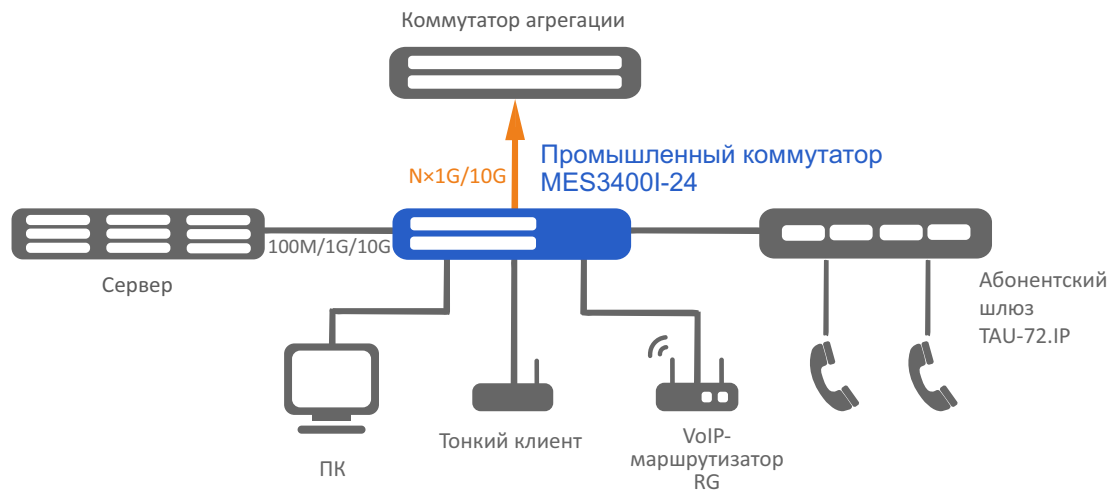 Коммутатор агрегации
Промышленный коммутатор
MES3400I-24
N×1G/10G
100M/1G/10G
Сервер
Абонентский
шлюз
TAU-72.IP
ПК
Тонкий клиент
VoIP-
маршрутизатор
RG